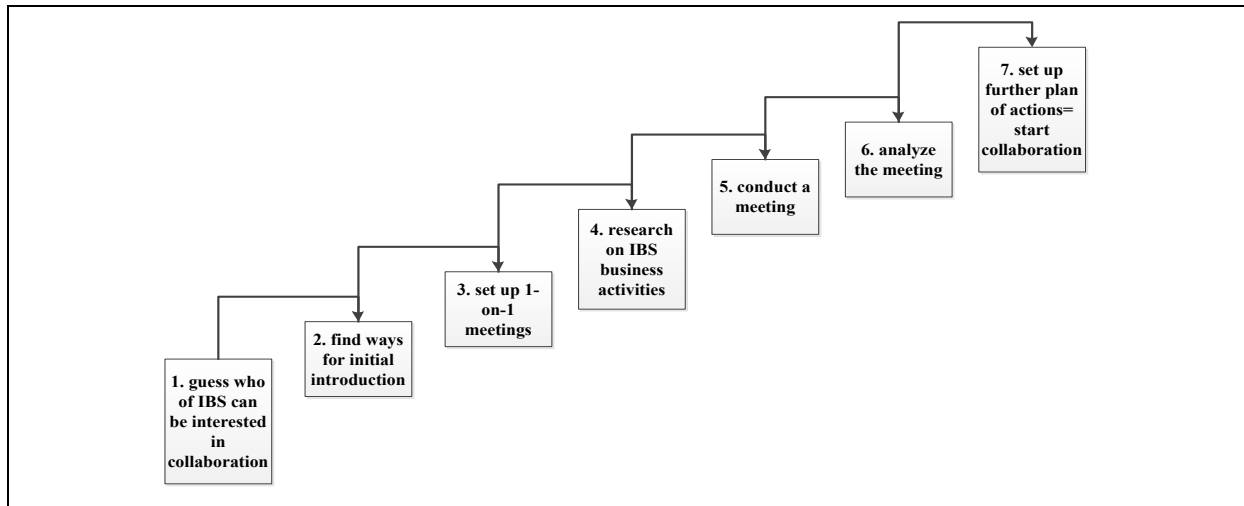 1. guess who
of IBS can
be interested
in
collaboration
2. find ways
for initial
introduction
3. set up 1-
on-1
meetings
4. research
on IBS
business
activities
5. conduct a
meeting
6. analyze
the meeting
7. set up
further plan
of actions=
start
collaboration